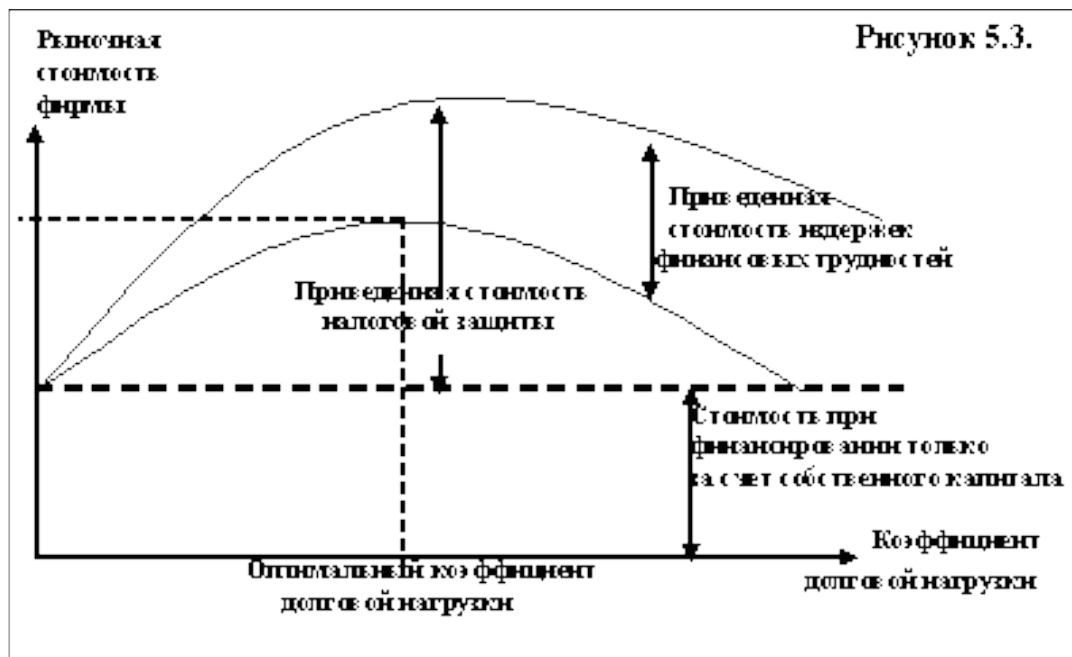 Рыночная
стоимость
фирмы
Рисунок 5.3.
Приведенная
стоимость издержек
финансовых трудностей
Приведенная стоимость
налоговой защиты
Стоимость при
финансировании только
за счет собственного капитала
Коэффициент
долговой нагрузки
Оптимальный коэффициент
долговой нагрузки